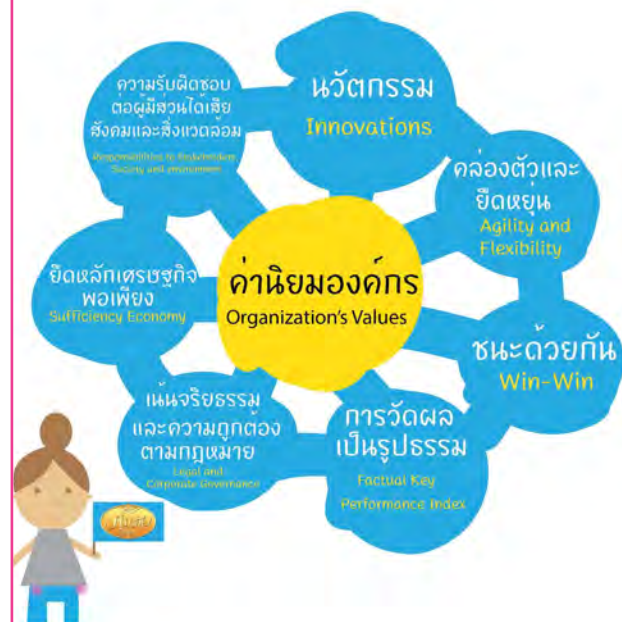 ค่านิยมองค์กร
Organization's Values
นวัตกรรม
Innovations
คล่องตัวและ
ยืดหยุ่น
Agility and
Flexibility
ชนะด้วยกัน
Win-Win
การวัดผล
เป็นรูปธรรม
Factual Key
Performance Index
เน้นจริยธรรม
และความถูกต้อง
ตามกฎหมาย
Legal and
Corporate Governance
ยึดหลักเศรษฐกิจ
พอเพียง
Sufficiency Economy
ความรับผิดชอบ
ต่อผู้มีส่วนได้เสีย
สังคมและสิ่งแวดล้อม
Society and environment